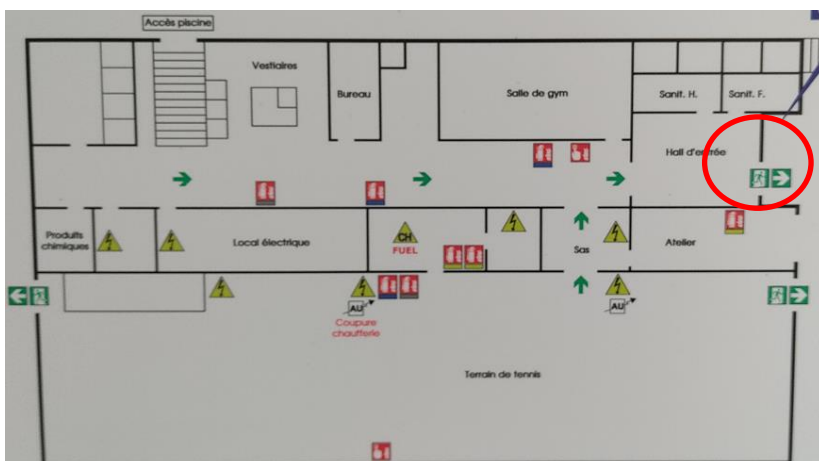 Accès piscine
Vestiaires
Bureau
Salle de gym
Sanit. H.
Sanit. F.
Hall d'entrée
Produits
chimiques
Local électrique
CH
FUEL
Sas
Atelier
AU
Coupure
chaufferie
AU
Terrain de tennis